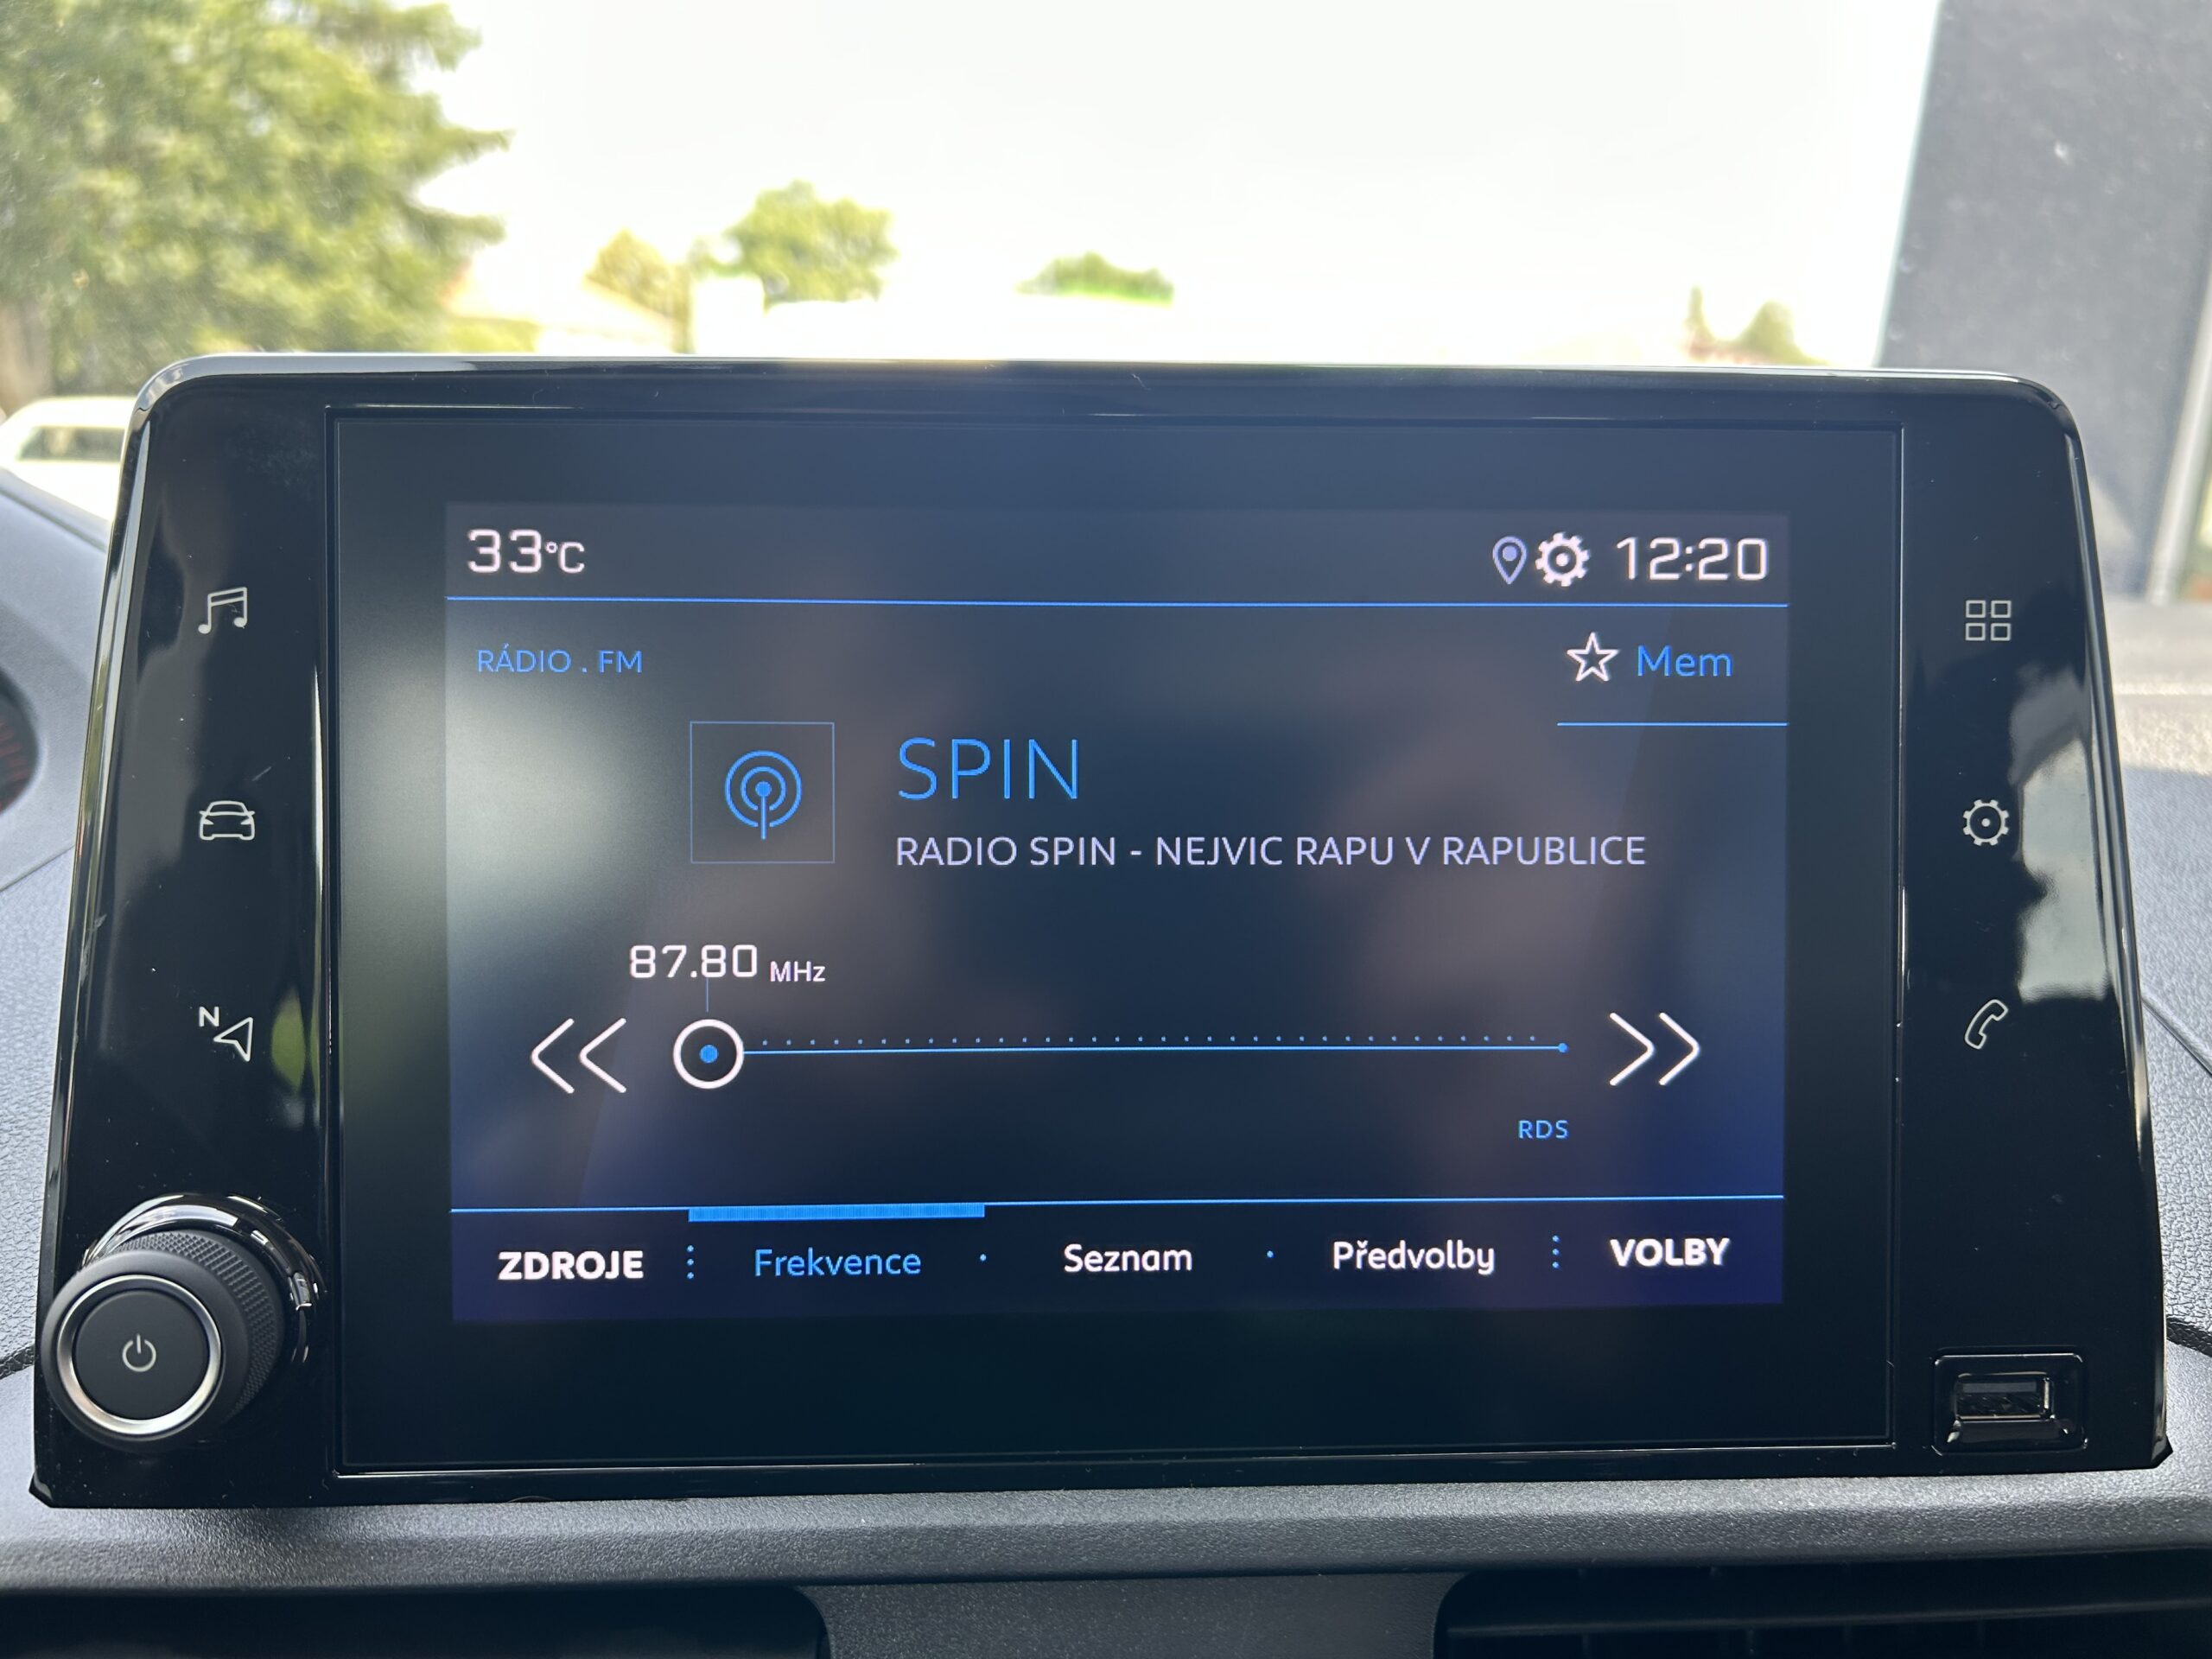 33°C 12:20
RÁDIO . FM
Mem
SPIN
RADIO SPIN - NEJVIC RAPU V RAPUBLICE
87.80 MHz
N
RDS
ZDROJE Frekvence Seznam Předvolby VOLBY